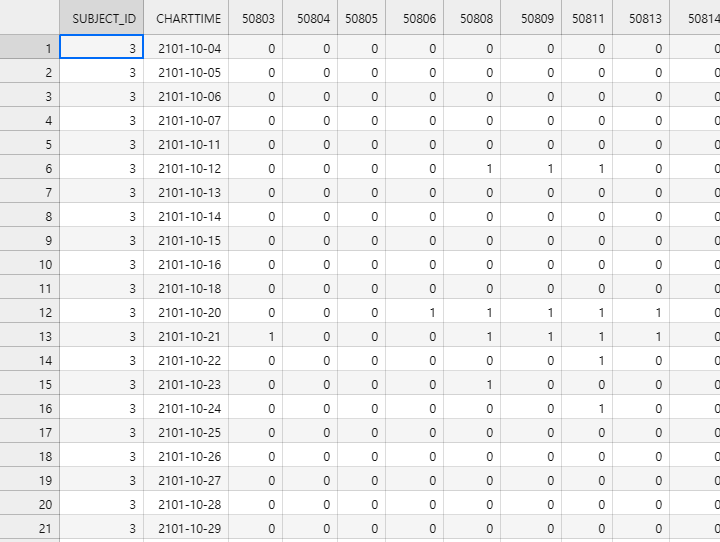 SUBJECT_ID CHARTTIME 50803 50804 50805 50806 50808 50809 50811 50813 50814
1 3 2101-10-04 0 0 0 0 0 0 0 0 0
2 3 2101-10-05 0 0 0 0 0 0 0 0 0
3 3 2101-10-06 0 0 0 0 0 0 0 0 0
4 3 2101-10-07 0 0 0 0 0 0 0 0 0
5 3 2101-10-11 0 0 0 0 0 0 0 0 0
6 3 2101-10-12 0 0 0 0 1 1 1 0 0
7 3 2101-10-13 0 0 0 0 0 0 0 0 0
8 3 2101-10-14 0 0 0 0 0 0 0 0 0
9 3 2101-10-15 0 0 0 0 0 0 0 0 0
10 3 2101-10-16 0 0 0 0 0 0 0 0 0
11 3 2101-10-18 0 0 0 0 0 0 0 0 0
12 3 2101-10-20 0 0 0 1 1 1 1 1 0
13 3 2101-10-21 1 0 0 0 1 1 1 1 0
14 3 2101-10-22 0 0 0 0 0 0 1 0 0
15 3 2101-10-23 0 0 0 0 1 0 0 0 0
16 3 2101-10-24 0 0 0 0 0 0 1 0 0
17 3 2101-10-25 0 0 0 0 0 0 0 0 0
18 3 2101-10-26 0 0 0 0 0 0 0 0 0
19 3 2101-10-27 0 0 0 0 0 0 0 0 0
20 3 2101-10-28 0 0 0 0 0 0 0 0 0
21 3 2101-10-29 0 0 0 0 0 0 0 0 0